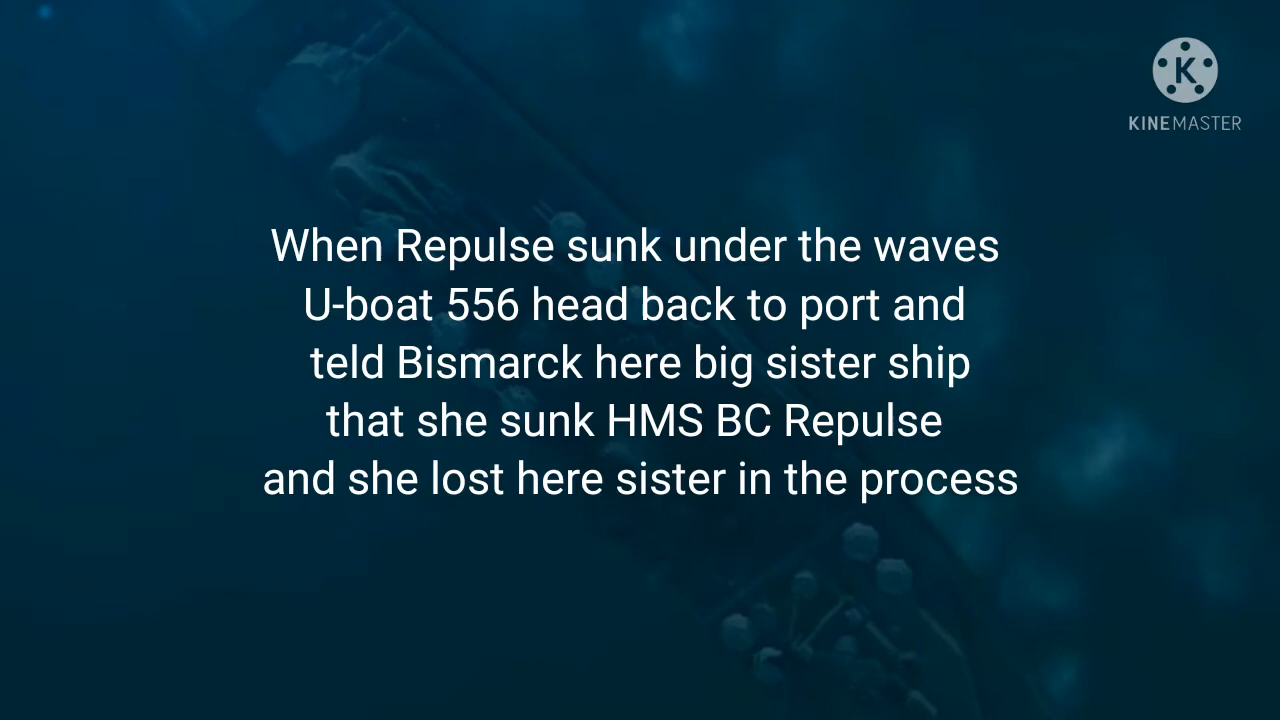 KINEMASTER
When Repulse sunk under the waves
U-boat 556 head back to port and
teld Bismarck here big sister ship
that she sunk HMS BC Repulse
and she lost here sister in the process